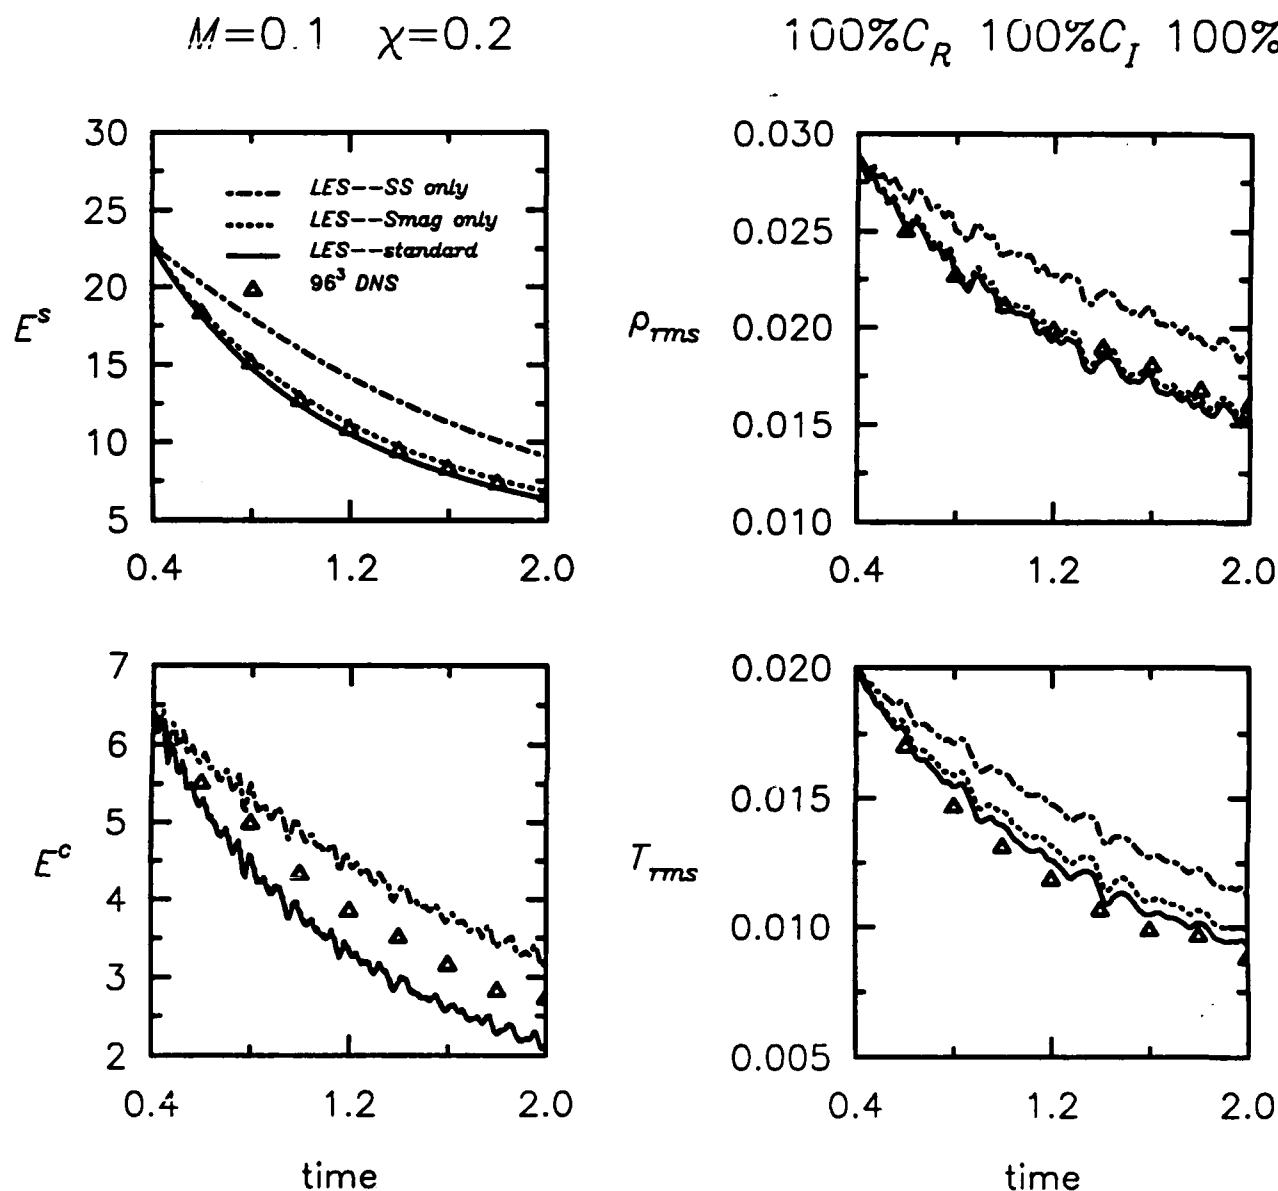 M=0.1 χ=0.2
100%C_R 100%C_I 100%
30
25
20
15
10
5
E^s
LES--SS only
LES--Smag only
LES--standard
96³ DNS
0.4 1.2 2.0
0.030
0.025
0.020
0.015
0.010
ρ_rms
0.4 1.2 2.0
7
6
5
4
3
2
E^c
0.4 1.2 2.0
time
0.020
0.015
0.010
0.005
T_rms
0.4 1.2 2.0
time